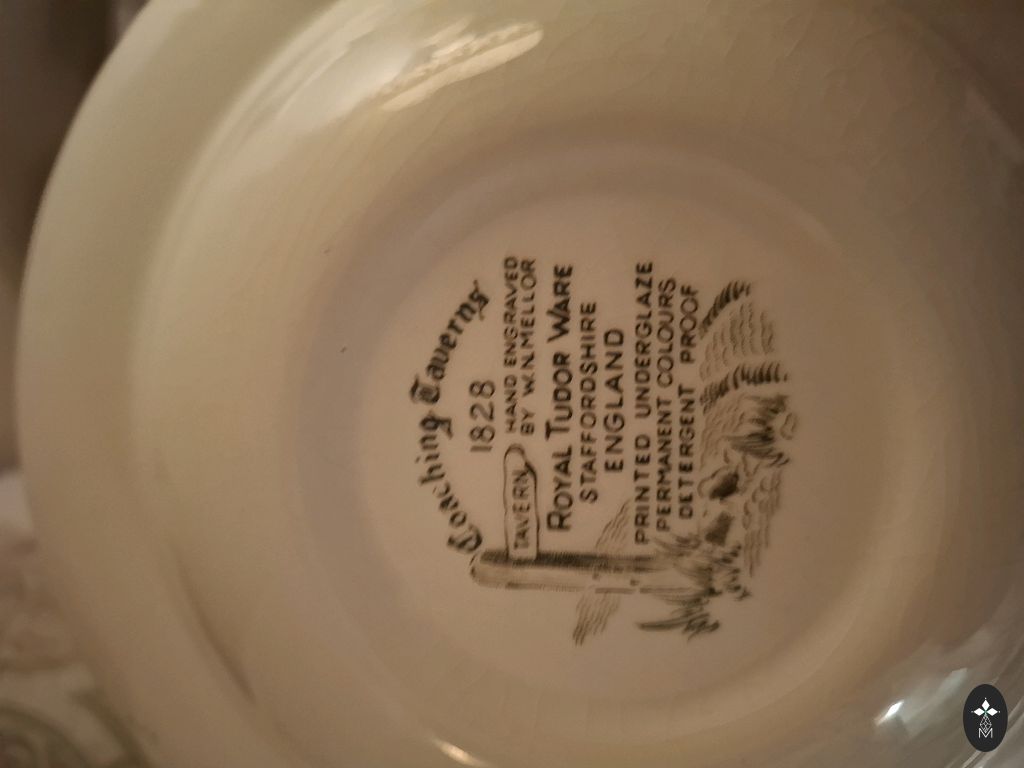 Coaching Taverns
1828
HAND ENGRAVED
BY W.N.MELLOR
TAVERN
ROYAL TUDOR WARE
STAFFORDSHIRE
ENGLAND
PRINTED UNDERGLAZE
PERMANENT COLOURS
DETERGENT PROOF
M